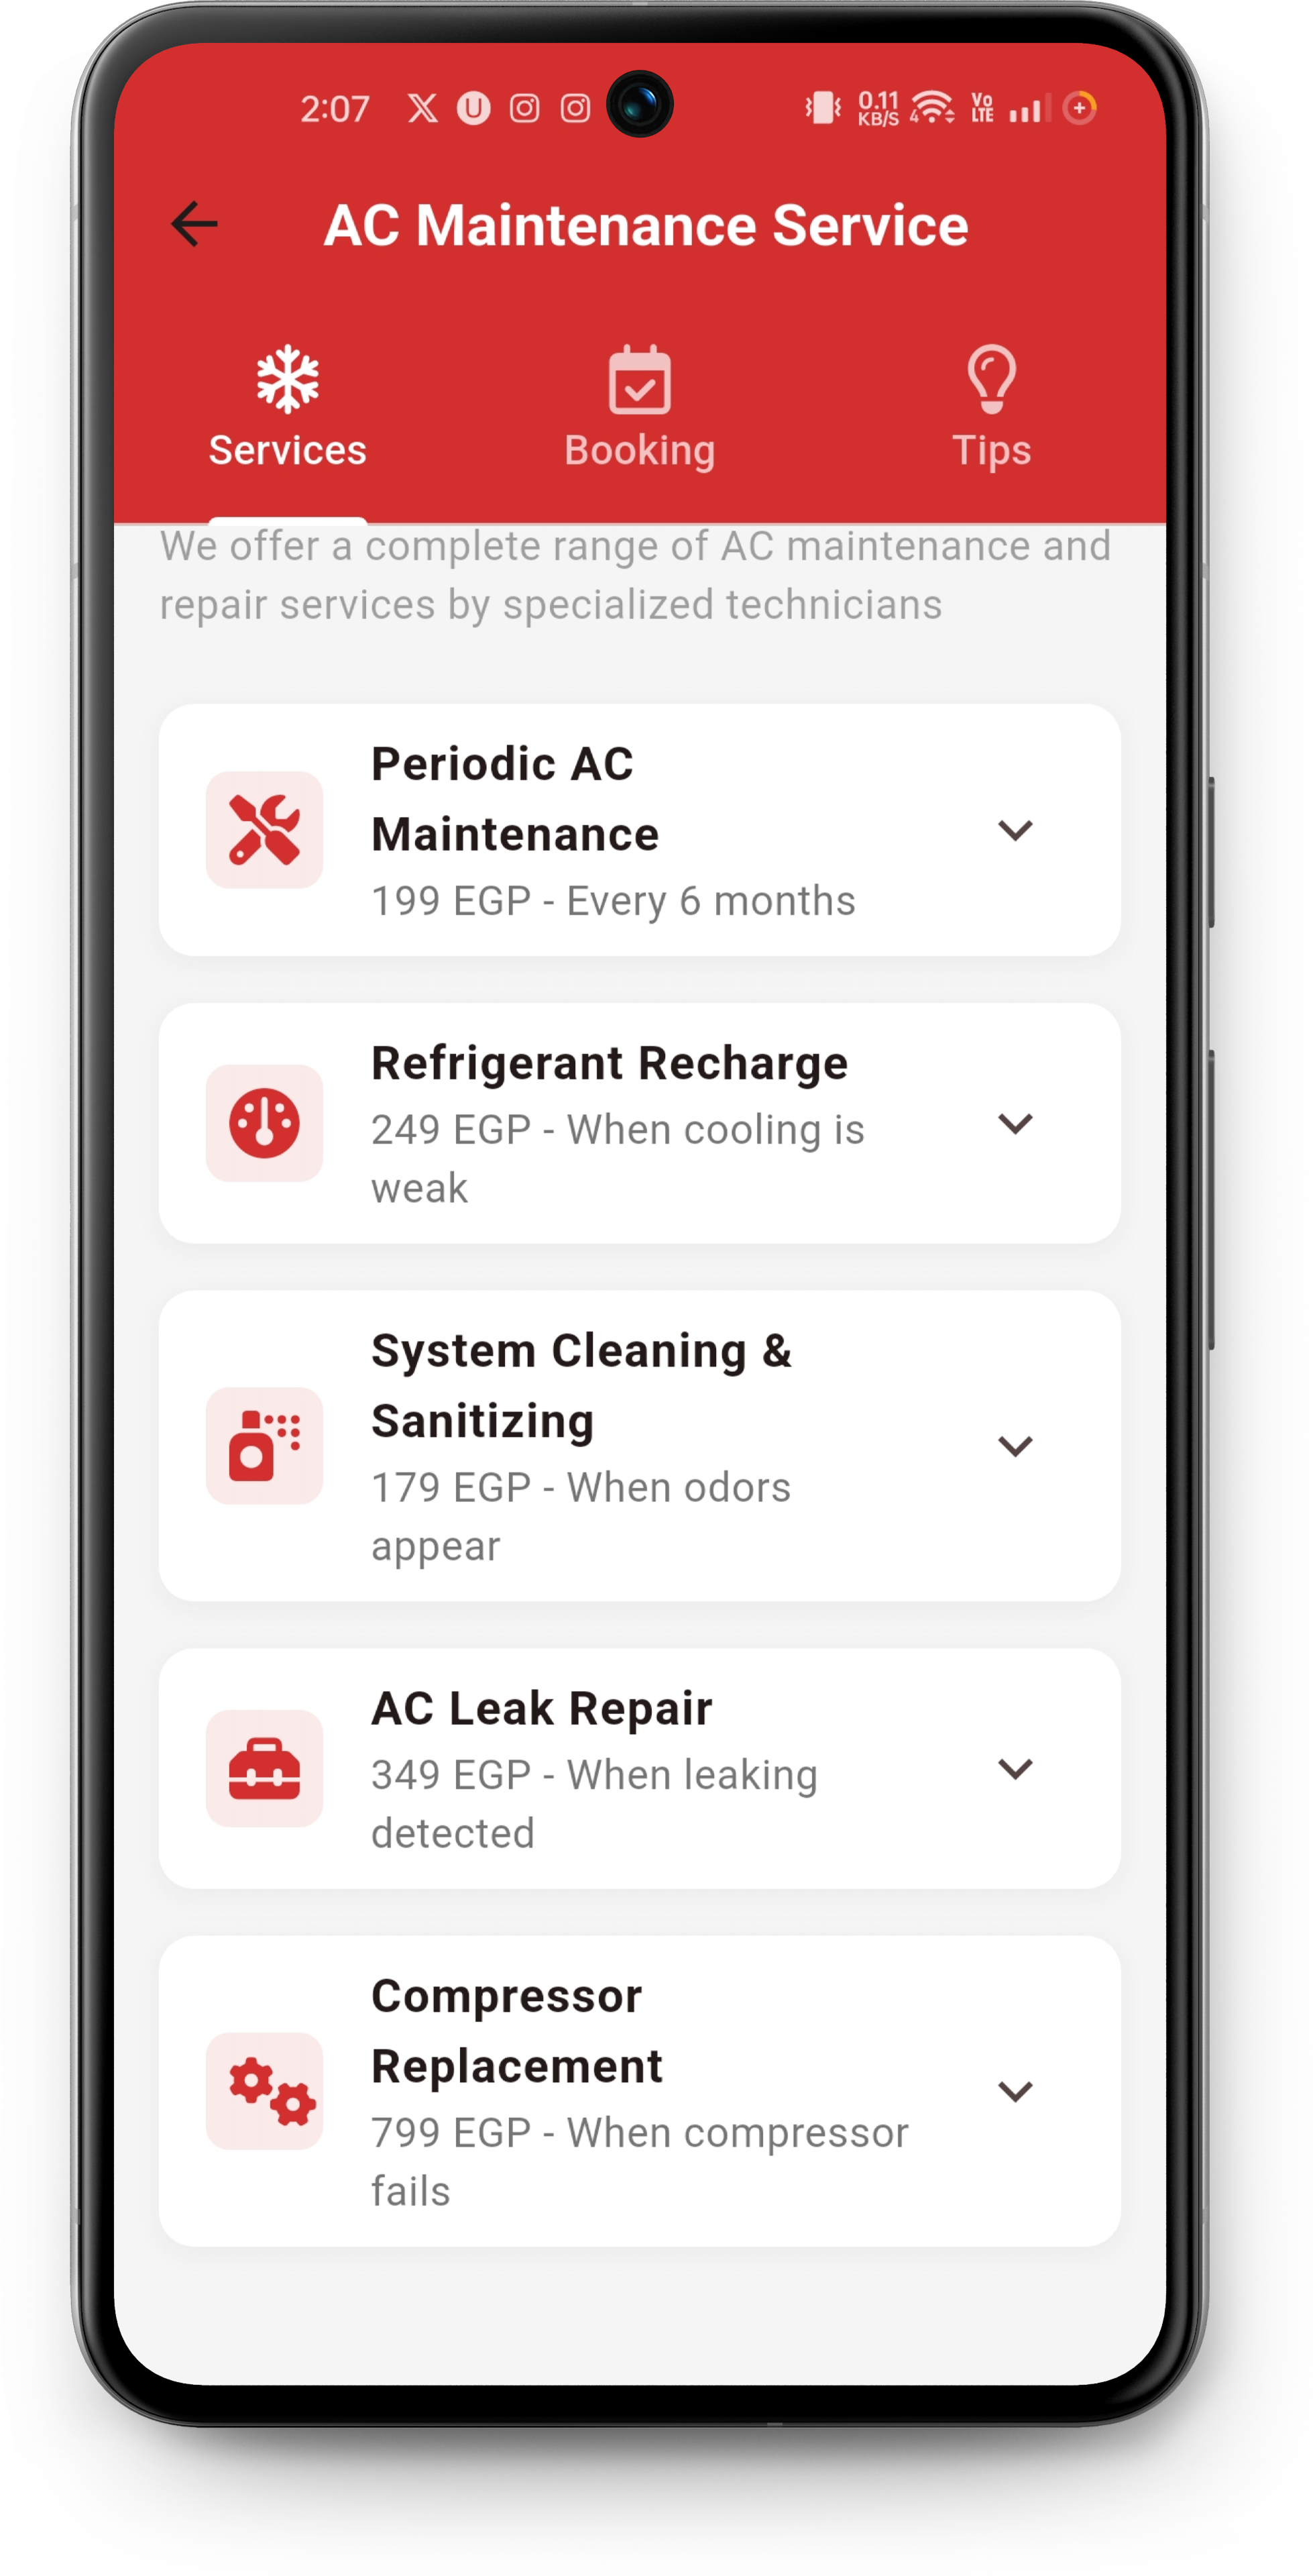 2:07
0.11
KB/S
4
Vo
LTE
AC Maintenance Service
Services
Booking
Tips
We offer a complete range of AC maintenance and
repair services by specialized technicians
Periodic AC
Maintenance
199 EGP - Every 6 months
Refrigerant Recharge
249 EGP - When cooling is
weak
System Cleaning &
Sanitizing
179 EGP - When odors
appear
AC Leak Repair
349 EGP - When leaking
detected
Compressor
Replacement
799 EGP - When compressor
fails